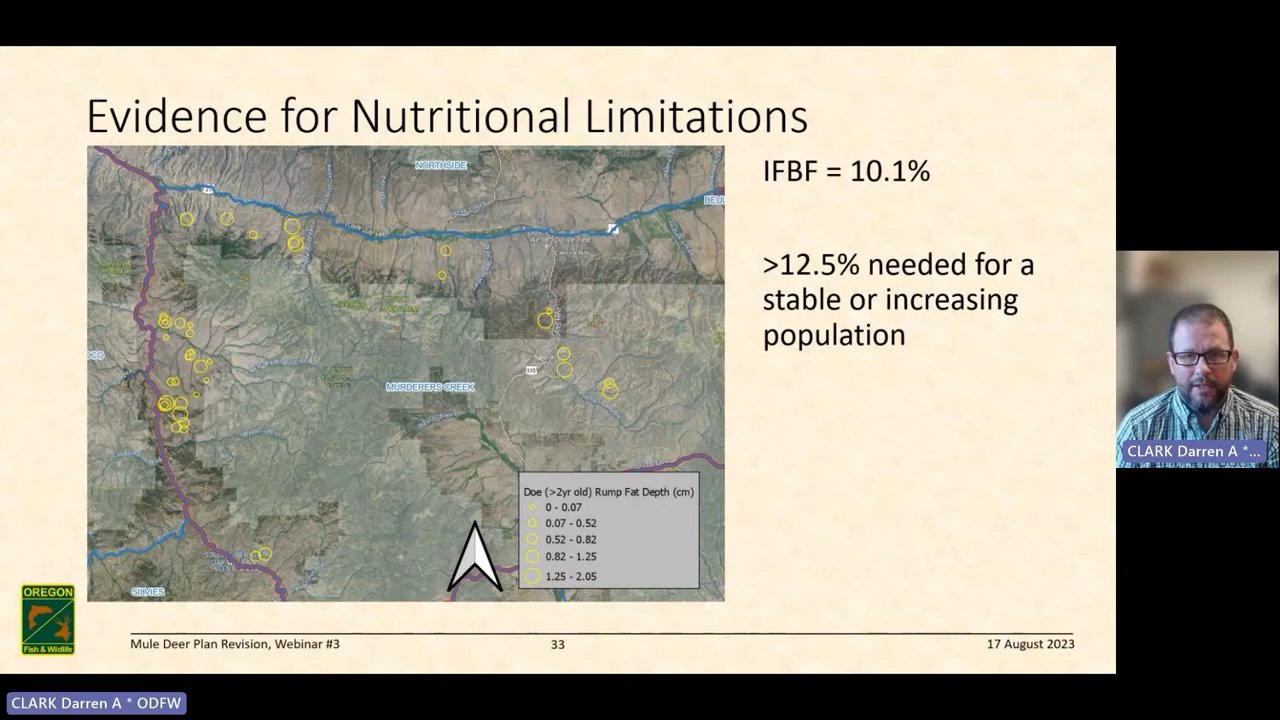 Evidence for Nutritional Limitations
NORTHSIDE
BEUL
MURDERERS CREEK
SILVIES
Doe (>2yr old) Rump Fat Depth (cm)
0 - 0.07
0.07 - 0.52
0.52 - 0.82
0.82 - 1.25
1.25 - 2.05
IFBF = 10.1%
>12.5% needed for a
stable or increasing
population
CLARK Darren A *...
OREGON
Fish & Wildlife
Mule Deer Plan Revision, Webinar #3
33
17 August 2023
CLARK Darren A * ODFW